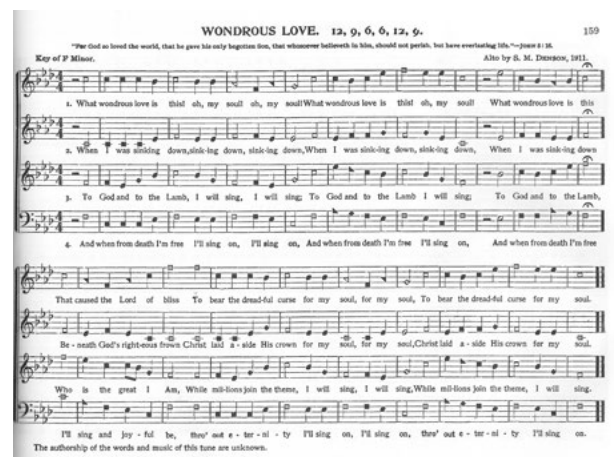 WONDROUS LOVE. 12, 9, 6, 6, 12, 9. 159
"For God so loved the world, that he gave his only begotten Son, that whosoever believeth in him, should not perish, but have everlasting life."—JOHN 3: 16.
Key of F Minor. Alto by S. M. DENSON, 1911.
1. What wondrous love is this! oh, my soul! oh, my soul! What wondrous love is this! oh, my soul! What wondrous love is this
2. When I was sinking down, sink-ing down, sink-ing down, When I was sink-ing down, sink-ing down, When I was sink-ing down
3. To God and to the Lamb, I will sing, I will sing; To God and to the Lamb I will sing; To God and to the Lamb,
4. And when from death I'm free I'll sing on, I'll sing on, And when from death I'm free I'll sing on, And when from death I'm free
That caused the Lord of bliss To bear the dread-ful curse for my soul, for my soul, To bear the dread-ful curse for my soul.
Be - neath God's right-eous frown Christ laid a - side His crown for my soul, for my soul, Christ laid a - side His crown for my soul.
Who is the great I Am, While mil-lions join the theme, I will sing, I will sing, While mil-lions join the theme, I will sing.
I'll sing and joy - ful be, thro' out e - ter - ni - ty I'll sing on, I'll sing on, thro' out e - ter - ni - ty I'll sing on.
The authorship of the words and music of this tune are unknown.